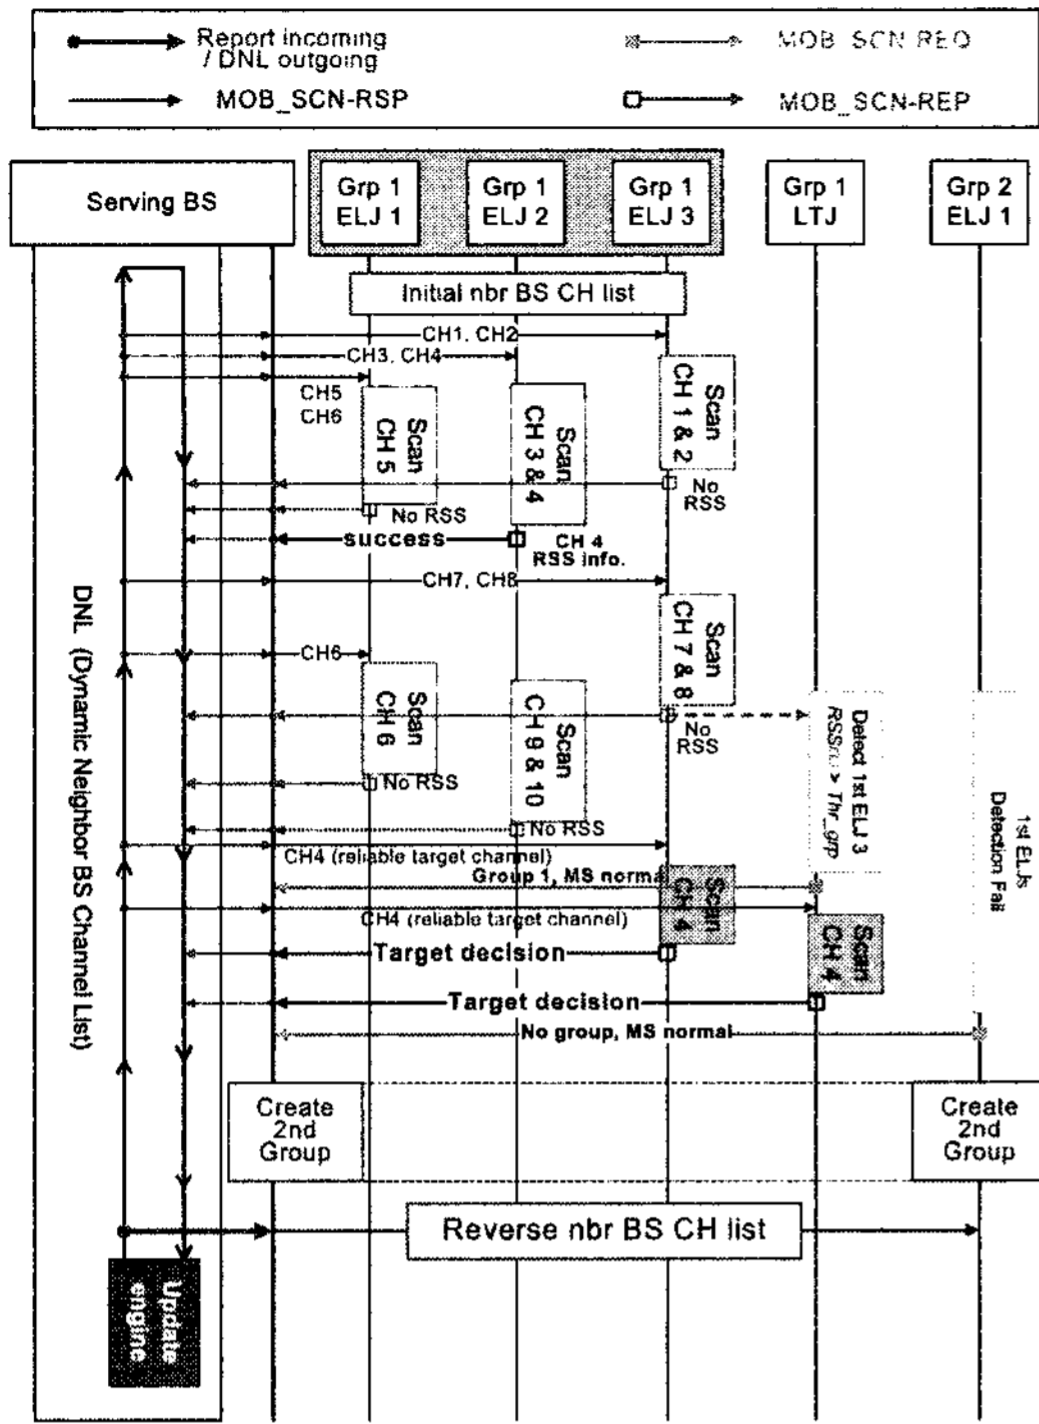 Report incoming
/ DNL outgoing
MOB_SCN-REQ
MOB_SCN-RSP
MOB_SCN-REP
Serving BS
Grp 1
ELJ 1
Grp 1
ELJ 2
Grp 1
ELJ 3
Grp 1
LTJ
Grp 2
ELJ 1
Initial nbr BS CH list
CH1, CH2
CH3, CH4
CH5
CH6
Scan
CH 5
Scan
CH 3 & 4
Scan
CH 1 & 2
No
RSS
No RSS
success
CH 4
RSS info.
CH7, CH8
Scan
CH 7 & 8
CH6
Scan
CH 6
Scan
CH 9 & 10
No
RSS
Detect 1st ELJ 3
> Thr_grp
1st ELJs
Detection Fail
No RSS
No RSS
CH4 (reliable target channel)
Group 1, MS norma
Scan
CH 4
CH4 (reliable target channel)
Scan
CH 4
Target decision
Target decision
No group, MS normal
DNL (Dynamic Neighbor BS Channel List)
Create
2nd
Group
Create
2nd
Group
Reverse nbr BS CH list
Update
engine